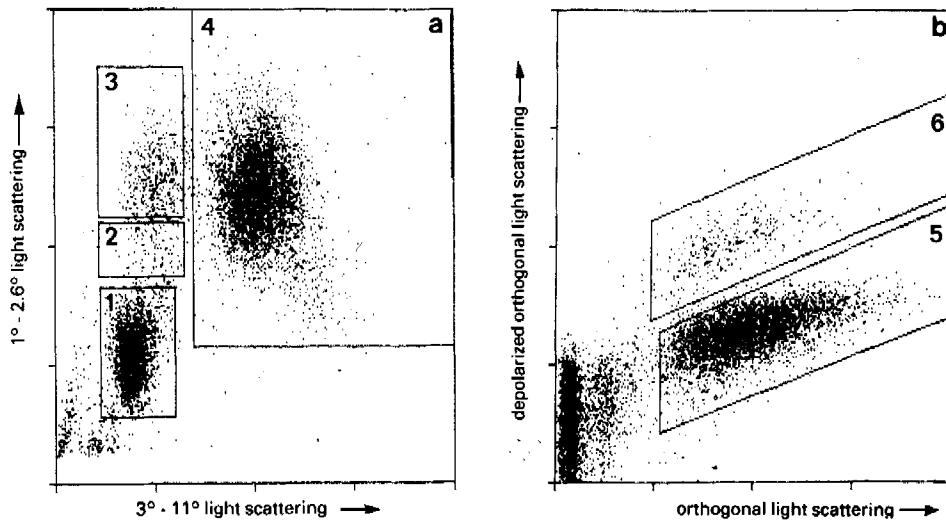 4
a
3
2
1
1° - 2.6° light scattering
3° - 11° light scattering
b
6
5
depolarized orthogonal light scattering
orthogonal light scattering